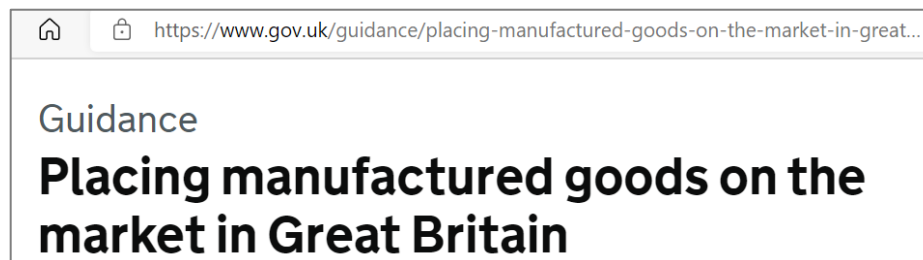 https://www.gov.uk/guidance/placing-manufactured-goods-on-the-market-in-great...
Guidance
Placing manufactured goods on the
market in Great Britain